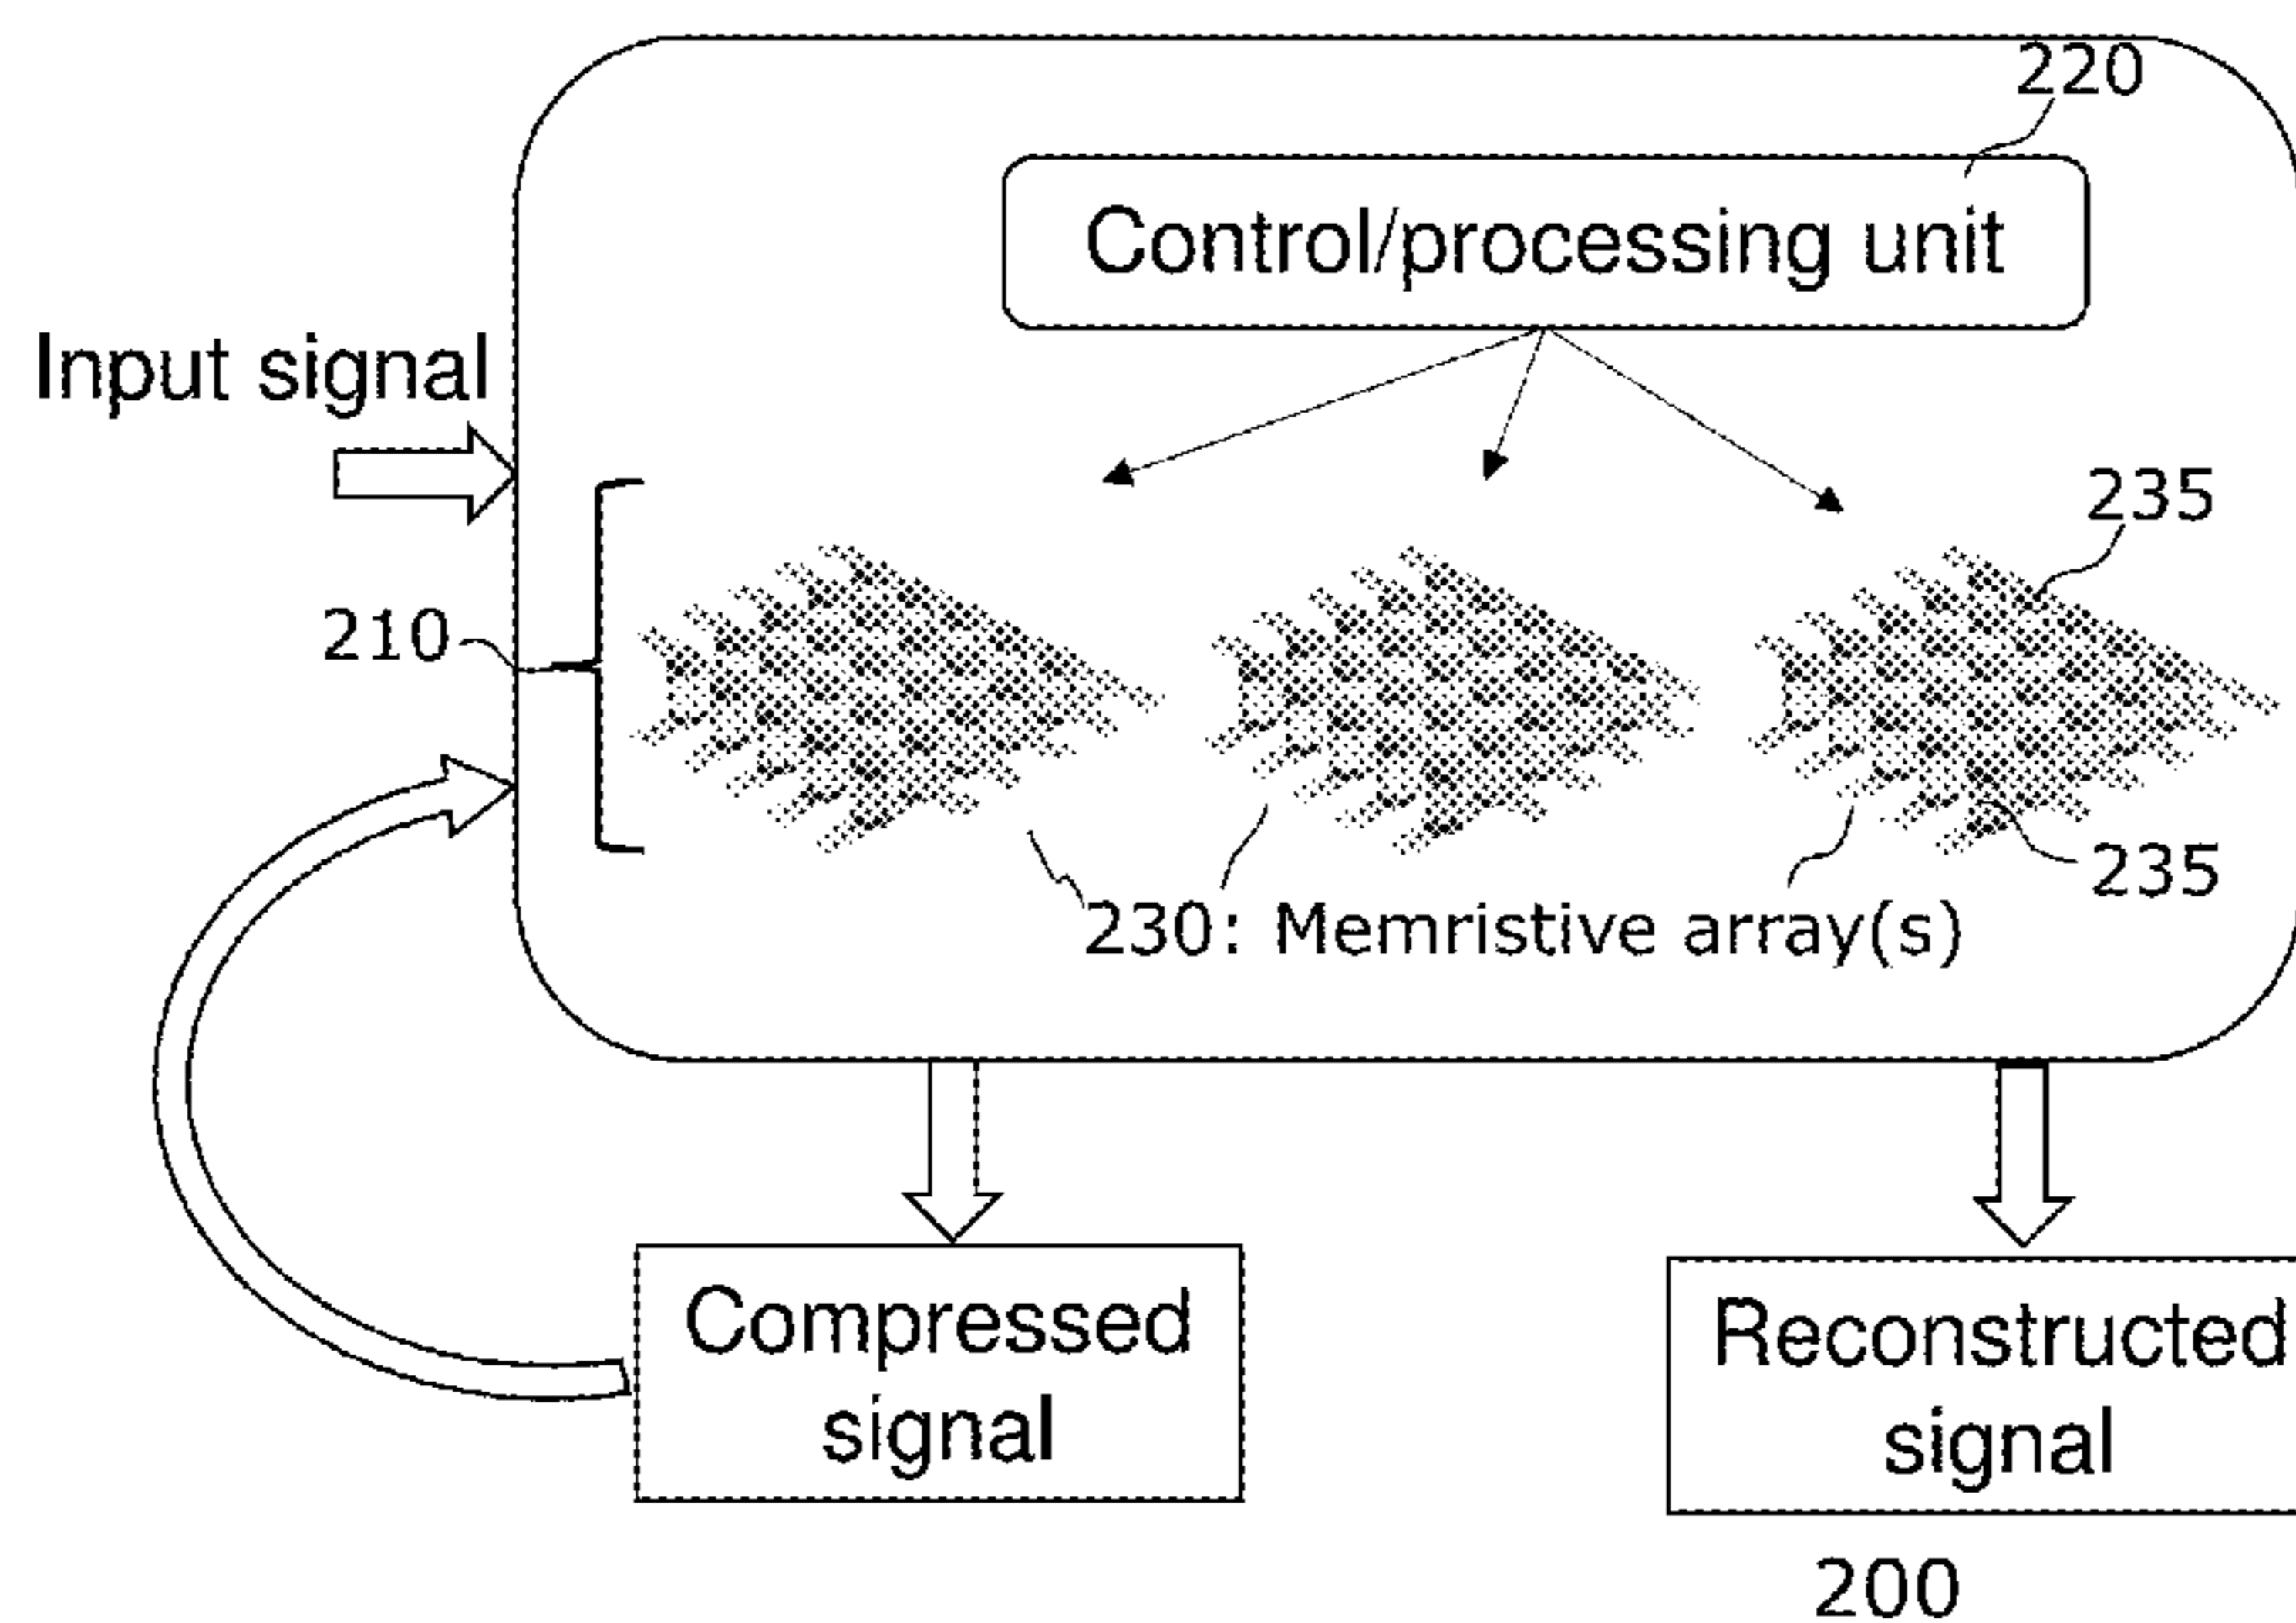 220
Control/processing unit
Input signal
235
210
235
230: Memristive array(s)
Compressed
signal
Reconstructed
signal
200